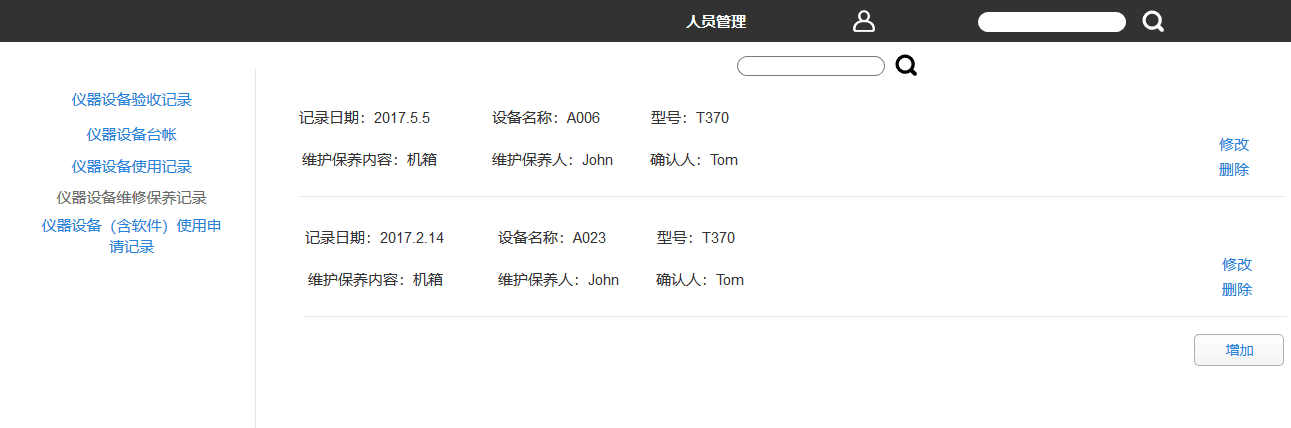 人员管理
仪器设备验收记录
仪器设备台帐
仪器设备使用记录
仪器设备维修保养记录
仪器设备（含软件）使用申
请记录
记录日期：2017.5.5 设备名称：A006 型号：T370
维护保养内容：机箱 维护保养人：John 确认人：Tom
修改
删除
记录日期：2017.2.14 设备名称：A023 型号：T370
维护保养内容：机箱 维护保养人：John 确认人：Tom
修改
删除
增加